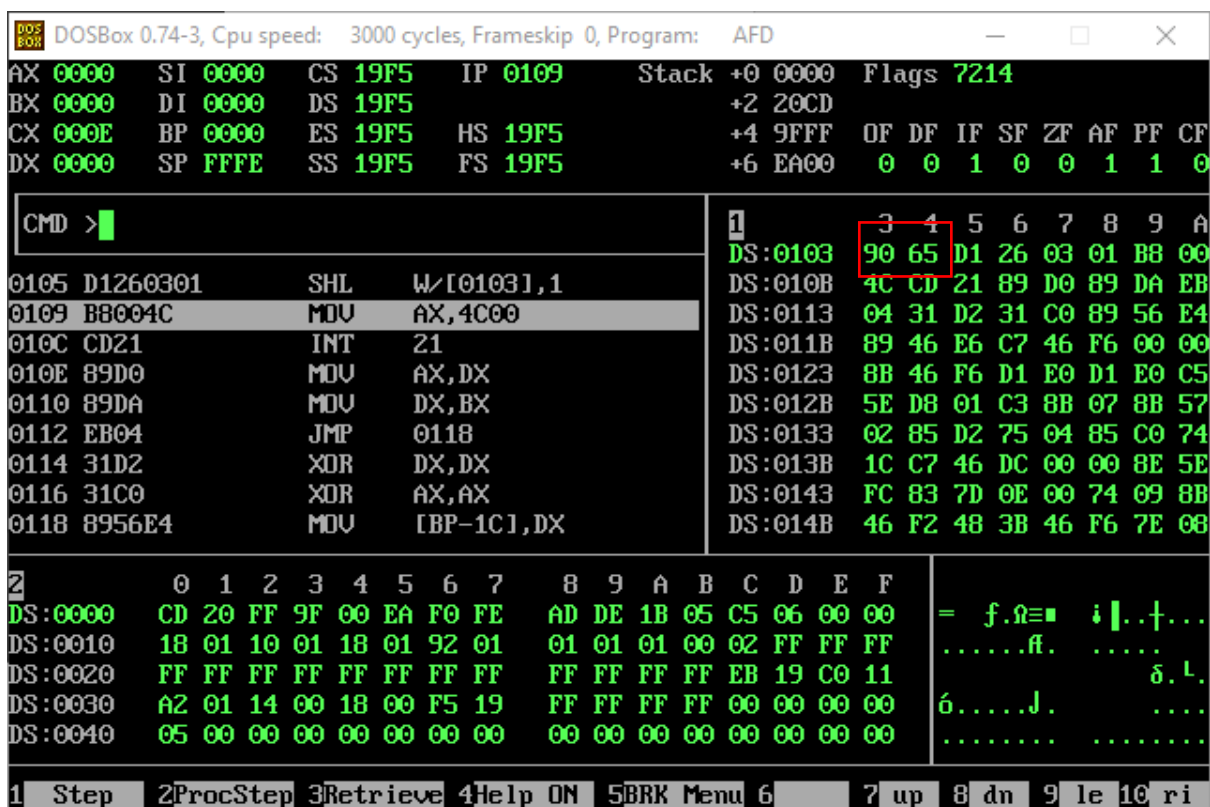 DOSBox 0.74-3, Cpu speed: 3000 cycles, Frameskip 0, Program: AFD
AX 0000 SI 0000 CS 19F5 IP 0109 Stack +0 0000 Flags 7214
BX 0000 DI 0000 DS 19F5 +2 20CD
CX 000E BP 0000 ES 19F5 HS 19F5 +4 9FFF OF DF IF SF ZF AF PF CF
DX 0000 SP FFFE SS 19F5 FS 19F5 +6 EA00 0 0 1 0 0 1 1 0
CMD >
1 3 4 5 6 7 8 9 A
DS:0103 90 65 D1 26 03 01 B8 00
0105 D1260301 SHL W/[0103],1 DS:010B 4C CD 21 89 D0 89 DA EB
0109 B8004C MOV AX,4C00 DS:0113 04 31 D2 31 C0 89 56 E4
010C CD21 INT 21 DS:011B 89 46 E6 C7 46 F6 00 00
010E 89D0 MOV AX,DX DS:0123 8B 46 F6 D1 E0 D1 E0 C5
0110 89DA MOV DX,BX DS:012B 5E D8 01 C3 8B 07 8B 57
0112 EB04 JMP 0118 DS:0133 02 85 D2 75 04 85 C0 74
0114 31D2 XOR DX,DX DS:013B 1C C7 46 DC 00 00 8E 5E
0116 31C0 XOR AX,AX DS:0143 FC 83 7D 0E 00 74 09 8B
0118 8956E4 MOV [BP-1C],DX DS:014B 46 F2 48 3B 46 F6 7E 08
2 0 1 2 3 4 5 6 7 8 9 A B C D E F
DS:0000 CD 20 FF 9F 00 EA F0 FE AD DE 1B 05 C5 06 00 00 = ƒ.Ω≡■ ¡▐..┼...
DS:0010 18 01 10 01 18 01 92 01 01 01 01 00 02 FF FF FF ......Æ. .....
DS:0020 FF FF FF FF FF FF FF FF FF FF FF FF EB 19 C0 11 δ.└.
DS:0030 A2 01 14 00 18 00 F5 19 FF FF FF FF 00 00 00 00 ó.....⌡. ....
DS:0040 05 00 00 00 00 00 00 00 00 00 00 00 00 00 00 00 ........ ........
1 Step 2ProcStep 3Retrieve 4Help ON 5BRK Menu 6 7 up 8 dn 9 le 10 ri